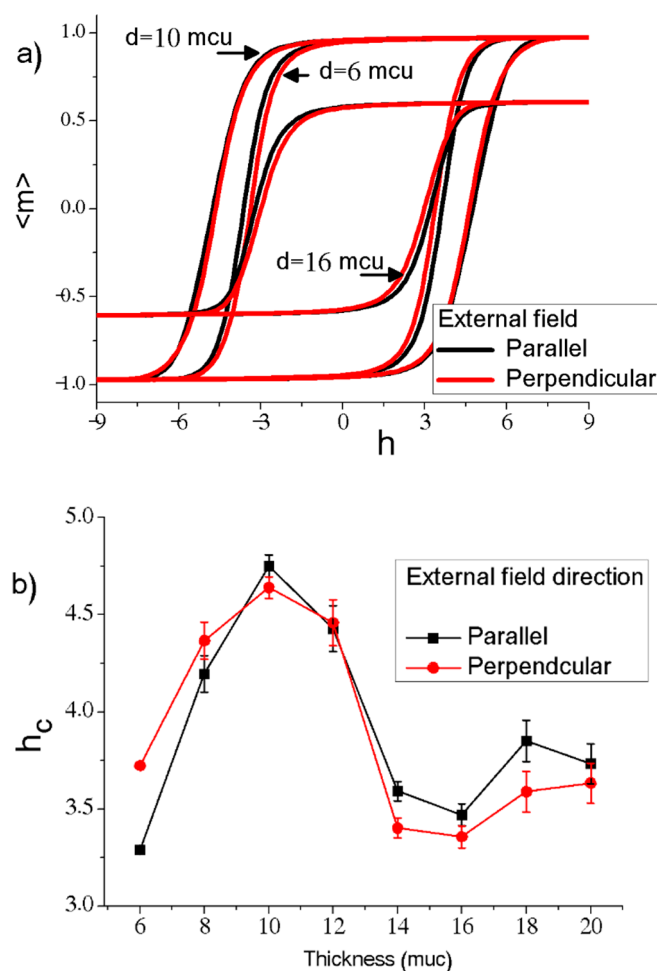 a)
1.0
0.5
0.0
-0.5
-1.0
<m>
d=10 mcu
d=6 mcu
d=16 mcu
External field
Parallel
Perpendicular
-9 -6 -3 0 3 6 9
h
b)
5.0
4.5
4.0
3.5
3.0
hc
External field direction
Parallel
Perpendcular
6 8 10 12 14 16 18 20
Thickness (muc)